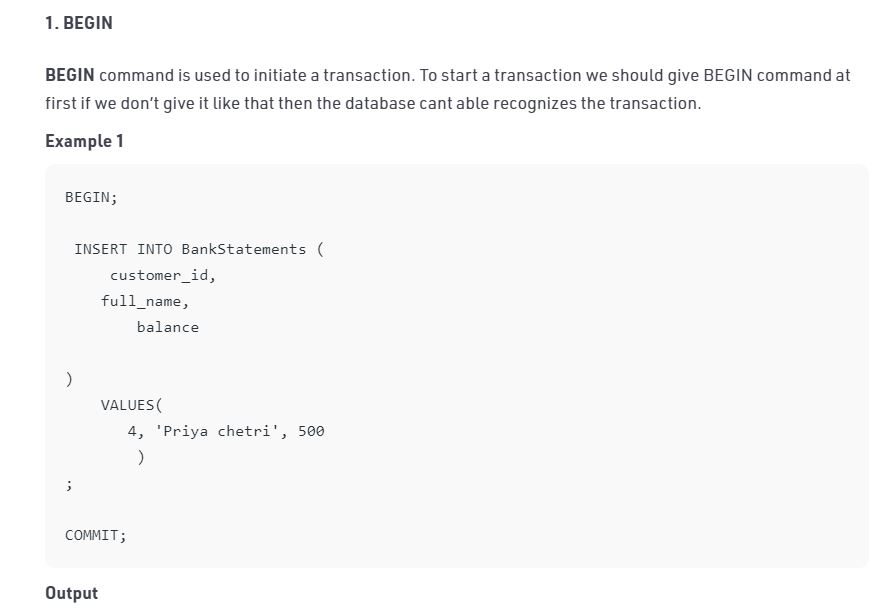 1. BEGIN
BEGIN command is used to initiate a transaction. To start a transaction we should give BEGIN command at
first if we don’t give it like that then the database cant able recognizes the transaction.
Example 1
BEGIN;
INSERT INTO BankStatements (
customer_id,
full_name,
balance
)
VALUES(
4, 'Priya chetri', 500
)
;
COMMIT;
Output